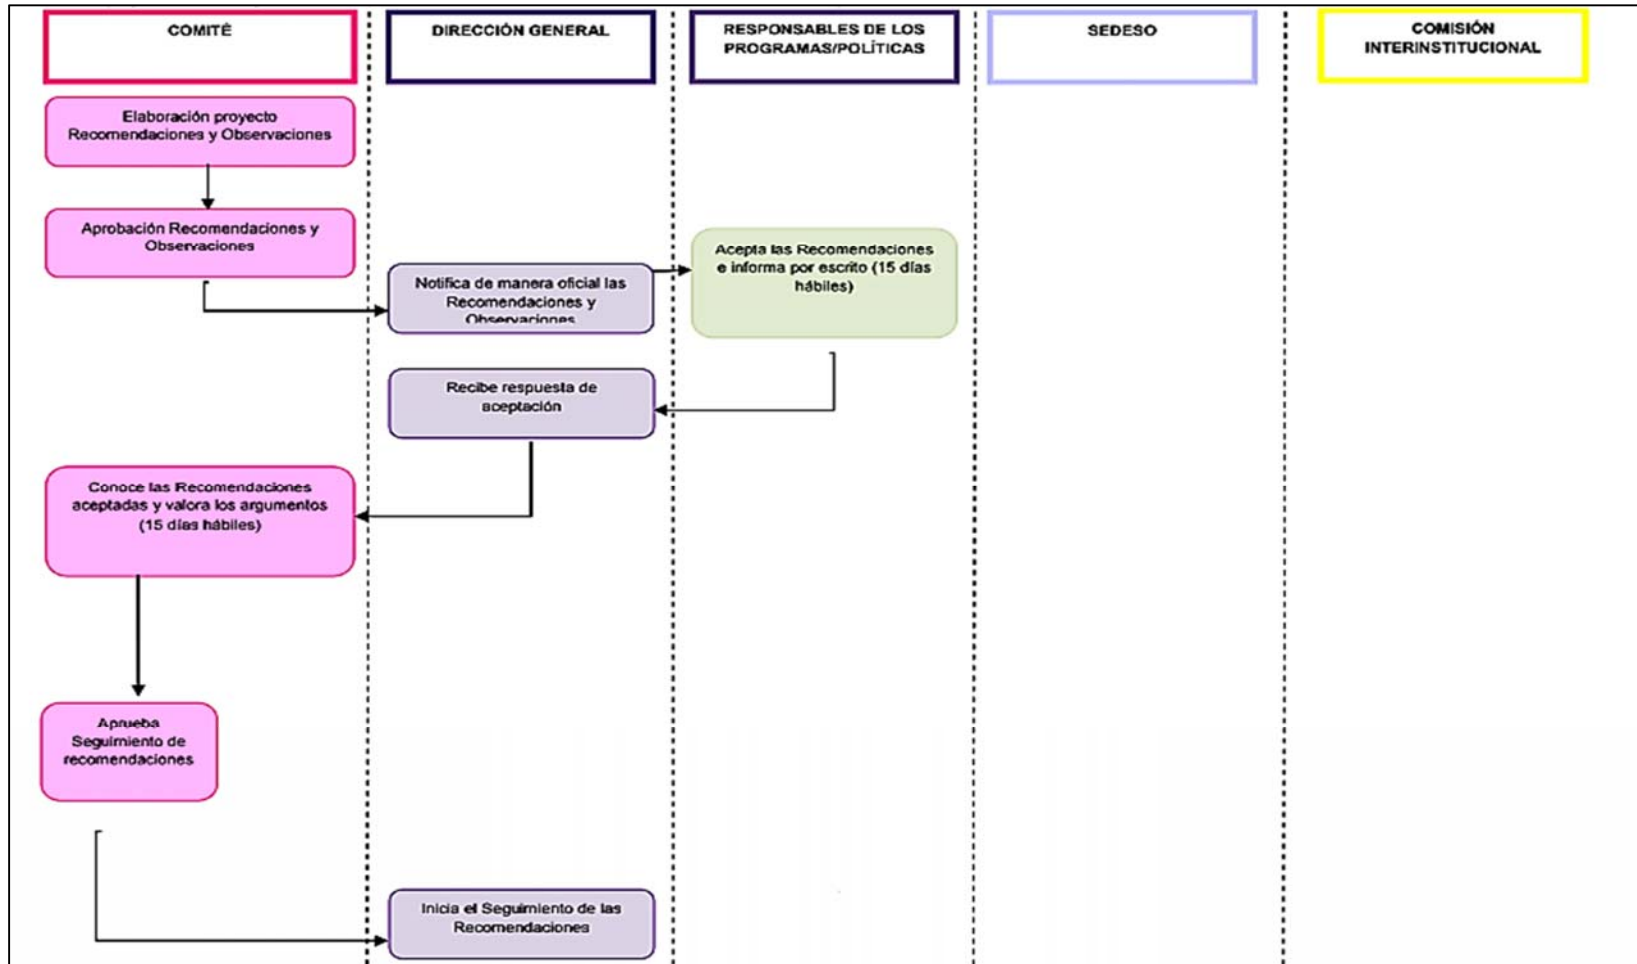 COMITÉ
DIRECCIÓN GENERAL
RESPONSABLES DE LOS
PROGRAMAS/POLÍTICAS
SEDESO
COMISIÓN
INTERINSTITUCIONAL
Elaboración proyecto
Recomendaciones y Observaciones
Aprobación Recomendaciones y
Observaciones
Notifica de manera oficial las
Recomendaciones y
Observaciones
Acepta las Recomendaciones
e informa por escrito (15 días
hábiles)
Recibe respuesta de
aceptación
Conoce las Recomendaciones
aceptadas y valora los argumentos
(15 días hábiles)
Aprueba
Seguimiento de
recomendaciones
Inicia el Seguimiento de las
Recomendaciones